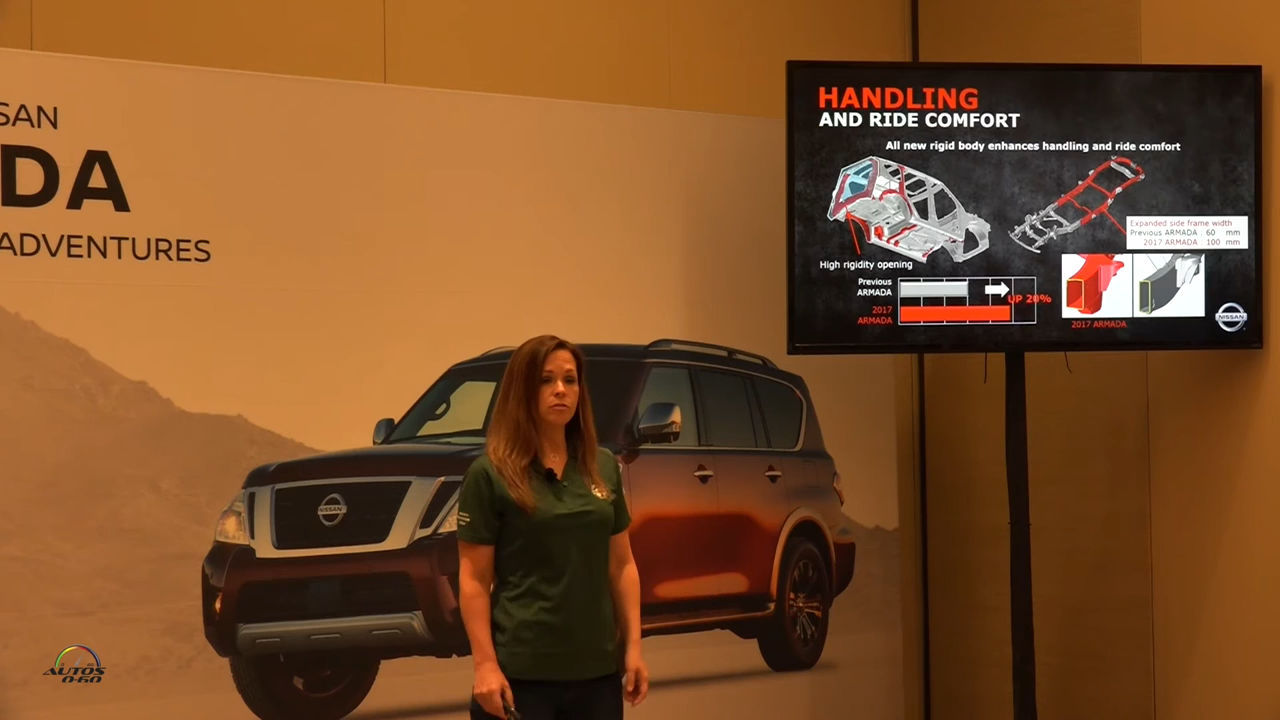 SAN
DA
ADVENTURES
HANDLING
AND RIDE COMFORT
All new rigid body enhances handling and ride comfort
Expanded side frame width
Previous ARMADA : 60 mm
2017 ARMADA : 100 mm
High rigidity opening
Previous
ARMADA
UP 20%
2017
ARMADA
2017 ARMADA
NISSAN
NISSAN
AUTOS
0-60